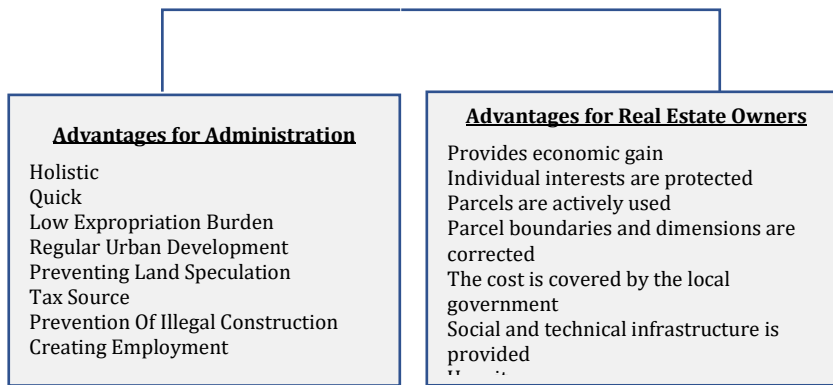 Advantages for Administration
Holistic
Quick
Low Expropriation Burden
Regular Urban Development
Preventing Land Speculation
Tax Source
Prevention Of Illegal Construction
Creating Employment
Advantages for Real Estate Owners
Provides economic gain
Individual interests are protected
Parcels are actively used
Parcel boundaries and dimensions are
corrected
The cost is covered by the local
government
Social and technical infrastructure is
provided